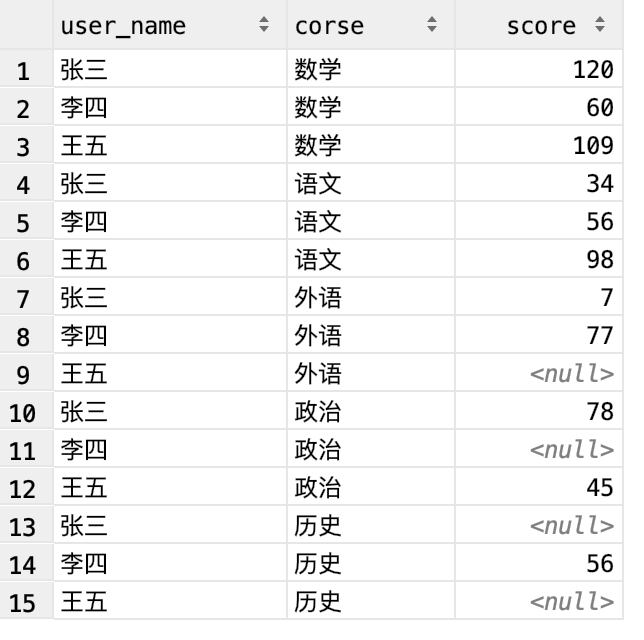 user_name corse score
1 张三 数学 120
2 李四 数学 60
3 王五 数学 109
4 张三 语文 34
5 李四 语文 56
6 王五 语文 98
7 张三 外语 7
8 李四 外语 77
9 王五 外语 <null>
10 张三 政治 78
11 李四 政治 <null>
12 王五 政治 45
13 张三 历史 <null>
14 李四 历史 56
15 王五 历史 <null>